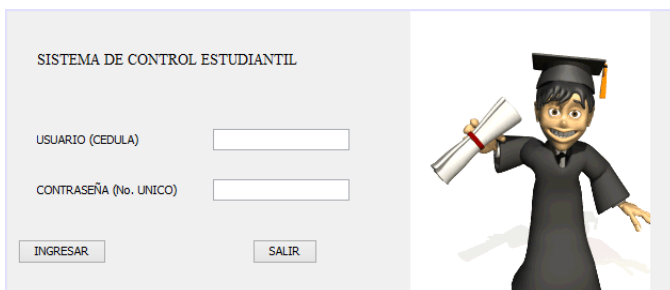 SISTEMA DE CONTROL ESTUDIANTIL
USUARIO (CEDULA)
CONTRASEÑA (No. UNICO)
INGRESAR
SALIR